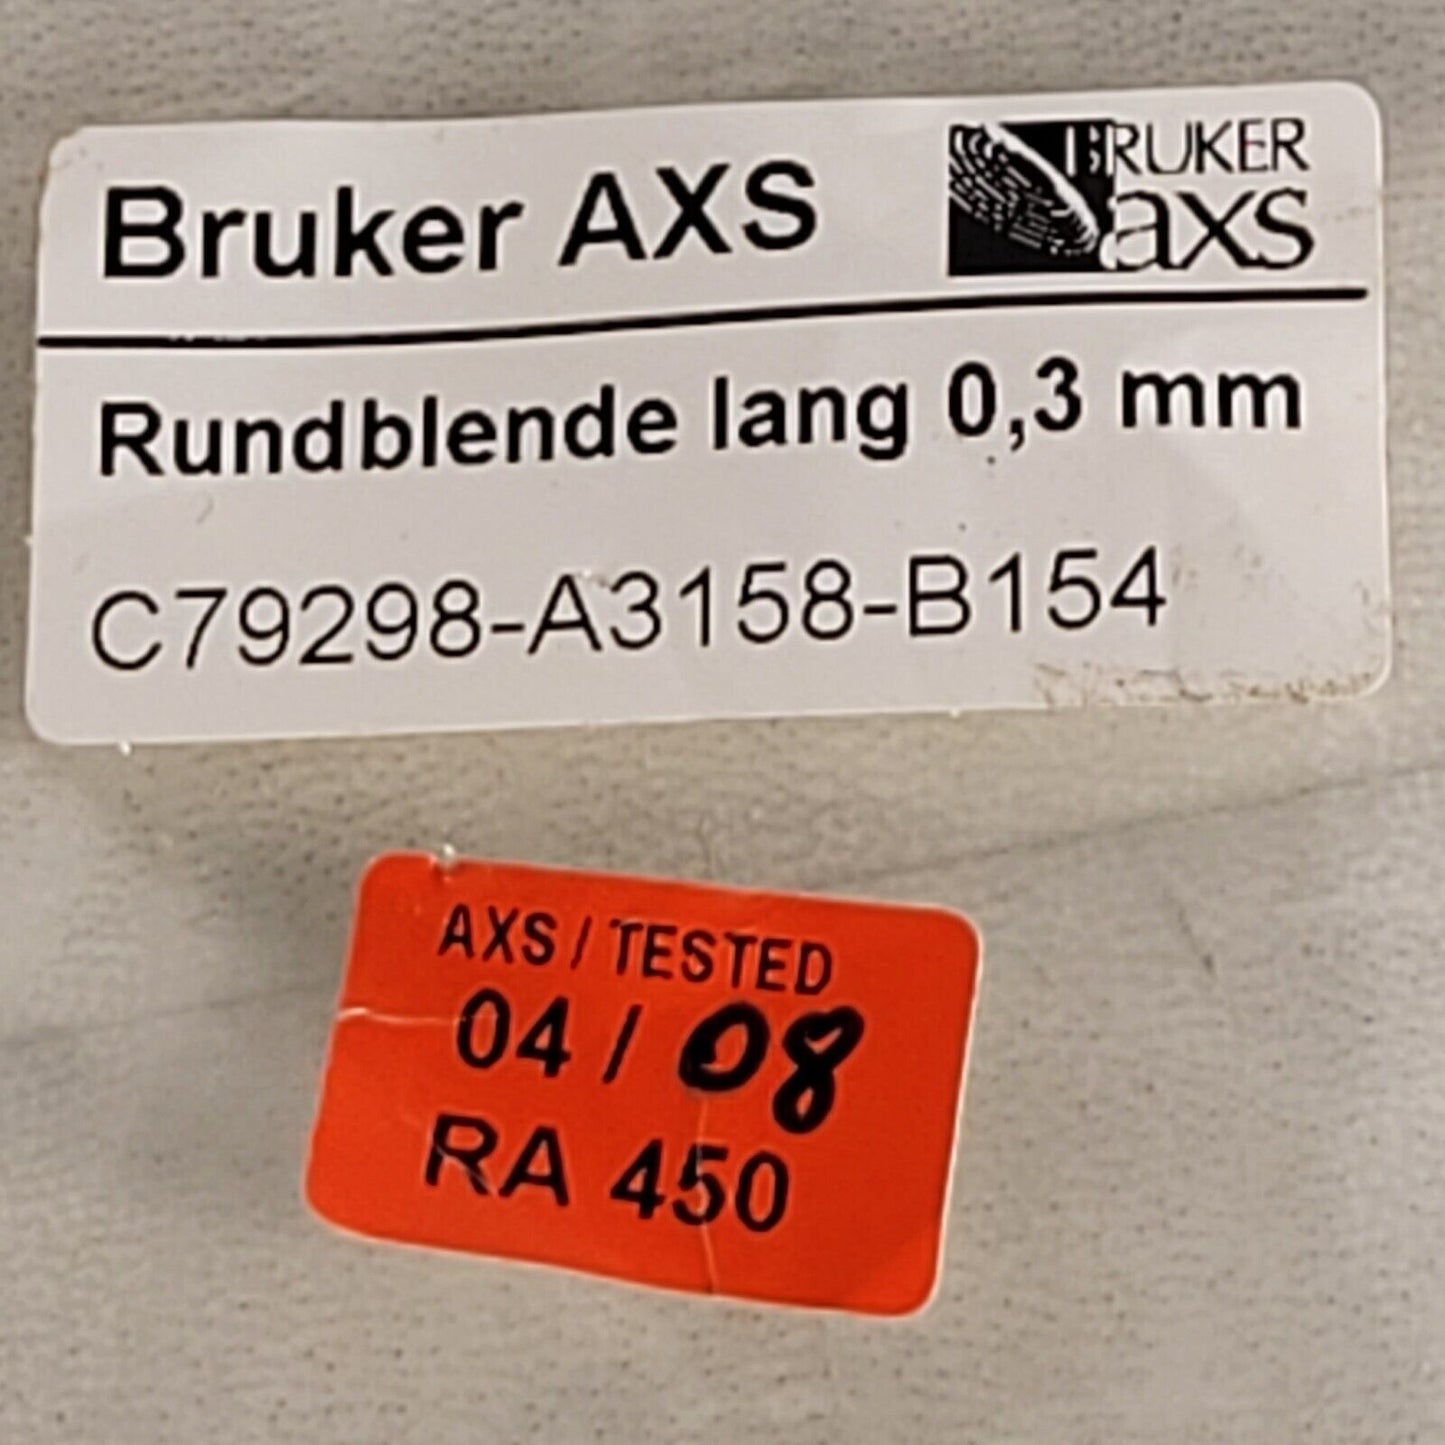 Bruker AXS
BRUKER
axs
Rundblende lang 0,3 mm
C79298-A3158-B154
AXS / TESTED
04 / 08
RA 450